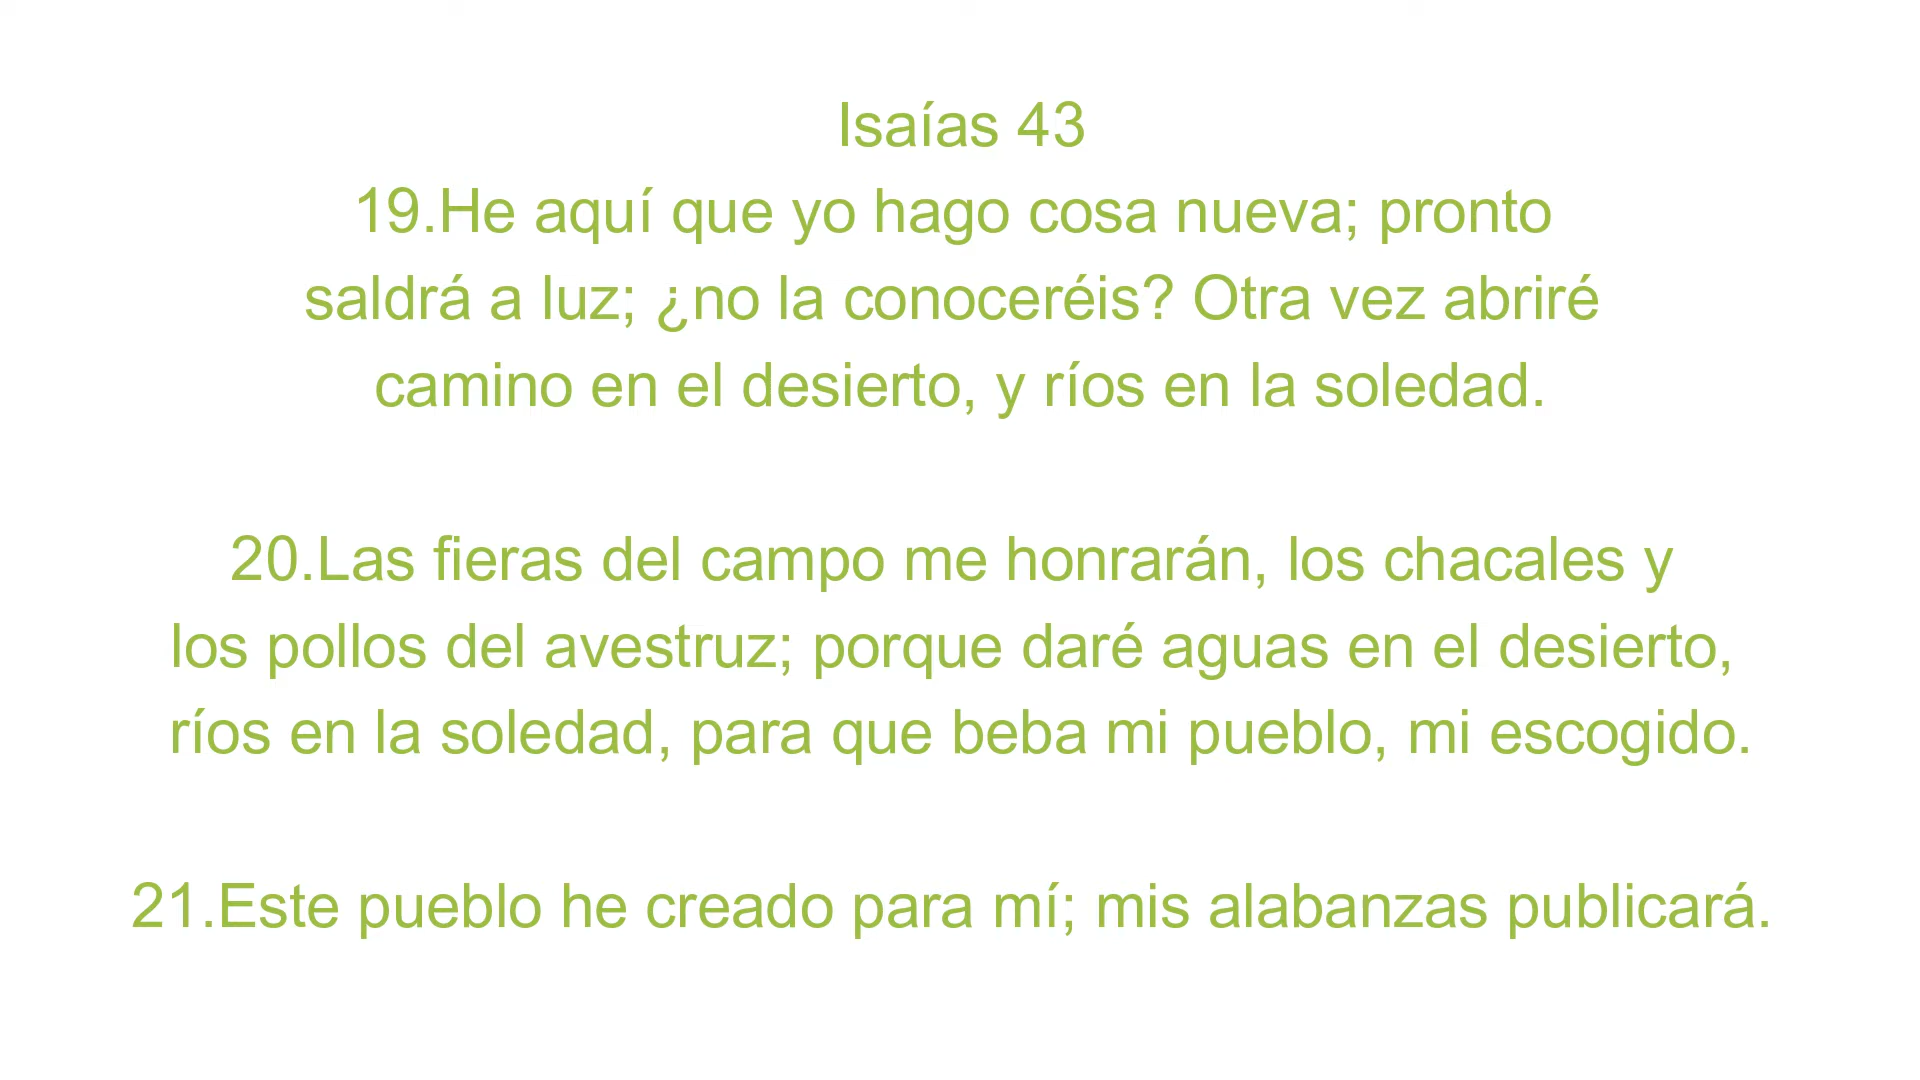 Isaías 43
19.He aquí que yo hago cosa nueva; pronto
saldrá a luz; ¿no la conoceréis? Otra vez abriré
camino en el desierto, y ríos en la soledad.
20.Las fieras del campo me honrarán, los chacales y
los pollos del avestruz; porque daré aguas en el desierto,
ríos en la soledad, para que beba mi pueblo, mi escogido.
21.Este pueblo he creado para mí; mis alabanzas publicará.